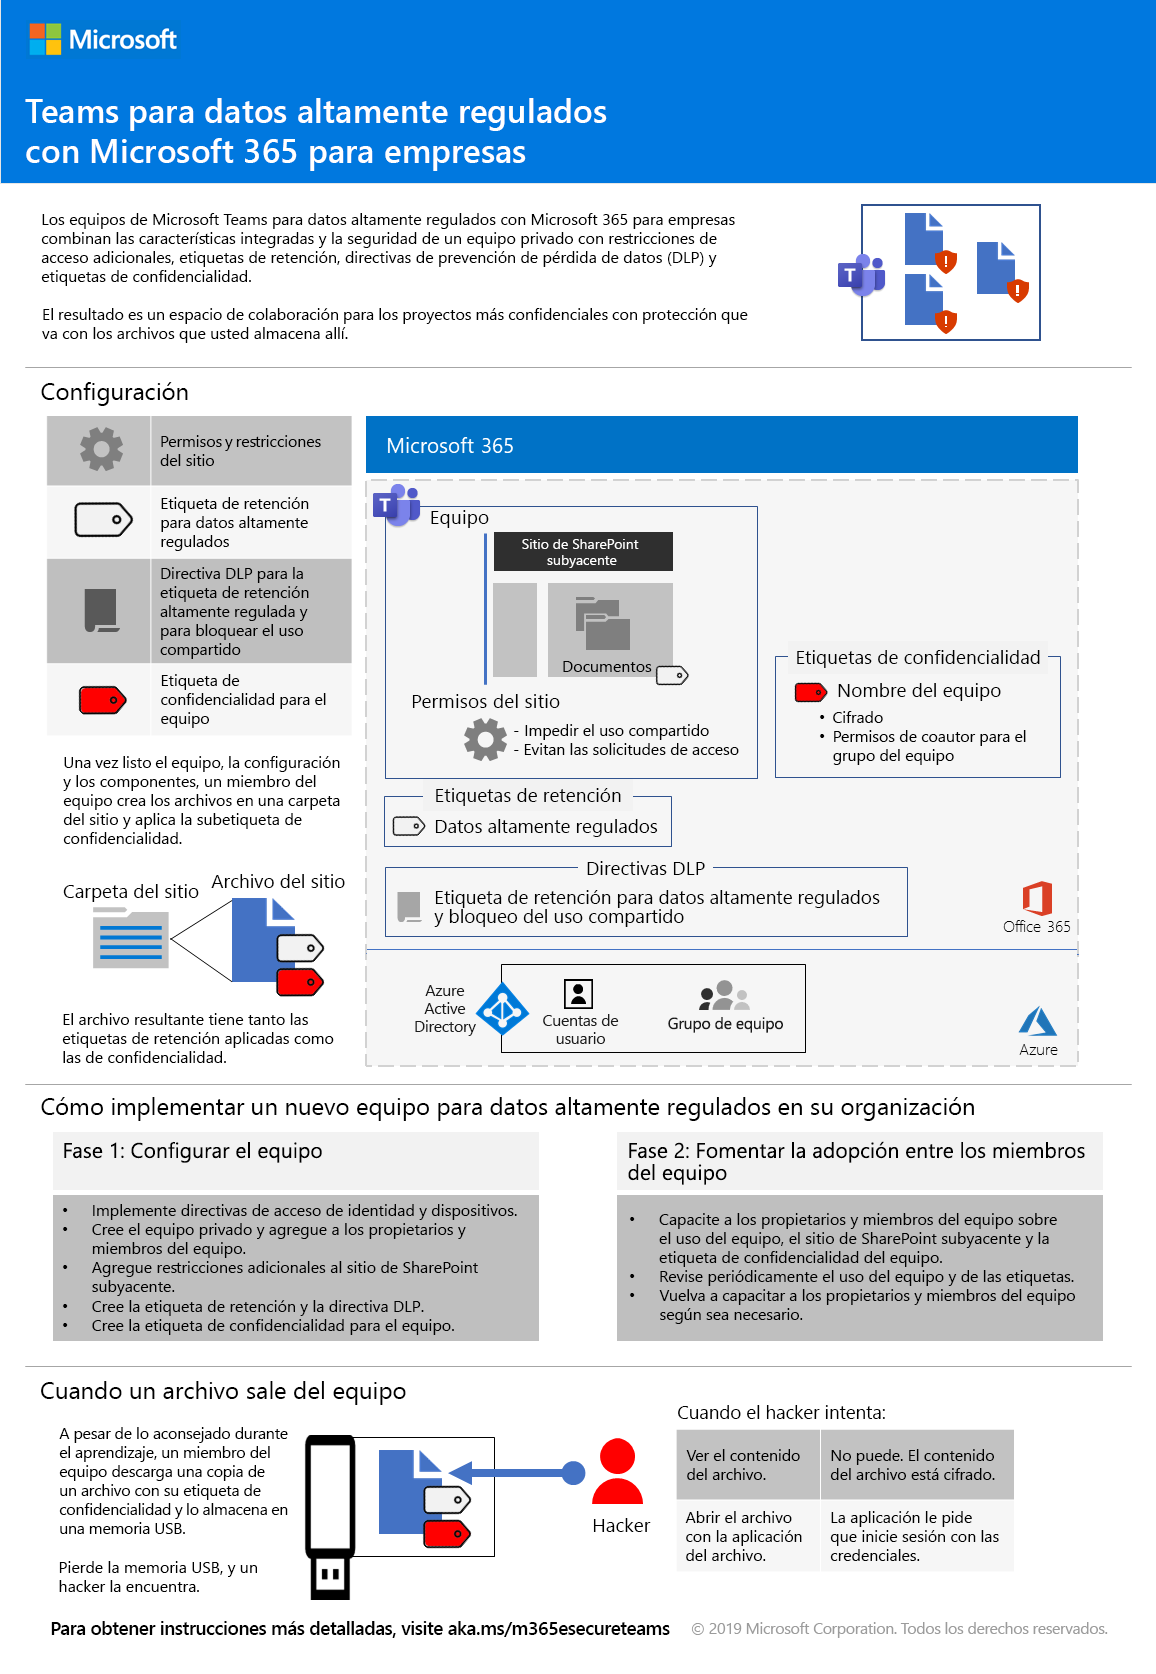 Microsoft
Teams para datos altamente regulados
con Microsoft 365 para empresas
Los equipos de Microsoft Teams para datos altamente regulados con Microsoft 365 para empresas
combinan las características integradas y la seguridad de un equipo privado con restricciones de
acceso adicionales, etiquetas de retención, directivas de prevención de pérdida de datos (DLP) y
etiquetas de confidencialidad.
El resultado es un espacio de colaboración para los proyectos más confidenciales con protección que
va con los archivos que usted almacena allí.
T
Configuración
Permisos y restricciones
del sitio
Etiqueta de retención
para datos altamente
regulados
Directiva DLP para la
etiqueta de retención
altamente regulada y
para bloquear el uso
compartido
Etiqueta de
confidencialidad para el
equipo
Una vez listo el equipo, la configuración
y los componentes, un miembro del
equipo crea los archivos en una carpeta
del sitio y aplica la subetiqueta de
confidencialidad.
Carpeta del sitio
Archivo del sitio
El archivo resultante tiene tanto las
etiquetas de retención aplicadas como
las de confidencialidad.
Microsoft 365
T
Equipo
Sitio de SharePoint
subyacente
Documentos
Permisos del sitio
- Impedir el uso compartido
- Evitan las solicitudes de acceso
Etiquetas de confidencialidad
Nombre del equipo
• Cifrado
• Permisos de coautor para el
grupo del equipo
Etiquetas de retención
Datos altamente regulados
Directivas DLP
Etiqueta de retención para datos altamente regulados
y bloqueo del uso compartido
Office 365
Azure
Active
Directory
Cuentas de
usuario
Grupo de equipo
Azure
Cómo implementar un nuevo equipo para datos altamente regulados en su organización
Fase 1: Configurar el equipo
• Implemente directivas de acceso de identidad y dispositivos.
• Cree el equipo privado y agregue a los propietarios y
miembros del equipo.
• Agregue restricciones adicionales al sitio de SharePoint
subyacente.
• Cree la etiqueta de retención y la directiva DLP.
• Cree la etiqueta de confidencialidad para el equipo.
Fase 2: Fomentar la adopción entre los miembros
del equipo
• Capacite a los propietarios y miembros del equipo sobre
el uso del equipo, el sitio de SharePoint subyacente y la
etiqueta de confidencialidad del equipo.
• Revise periódicamente el uso del equipo y de las etiquetas.
• Vuelva a capacitar a los propietarios y miembros del equipo
según sea necesario.
Cuando un archivo sale del equipo
A pesar de lo aconsejado durante
el aprendizaje, un miembro del
equipo descarga una copia de
un archivo con su etiqueta de
confidencialidad y lo almacena en
una memoria USB.
Pierde la memoria USB, y un
hacker la encuentra.
Hacker
Cuando el hacker intenta:
Ver el contenido
del archivo.
No puede. El contenido
del archivo está cifrado.
Abrir el archivo
con la aplicación
del archivo.
La aplicación le pide
que inicie sesión con las
credenciales.
Para obtener instrucciones más detalladas, visite aka.ms/m365esecureteams
© 2019 Microsoft Corporation. Todos los derechos reservados.